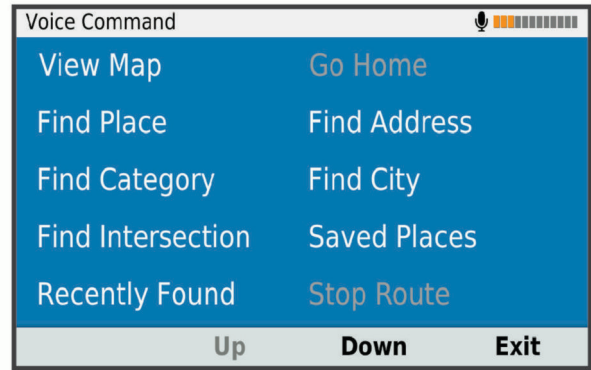 Voice Command
View Map Go Home
Find Place Find Address
Find Category Find City
Find Intersection Saved Places
Recently Found Stop Route
Up Down Exit